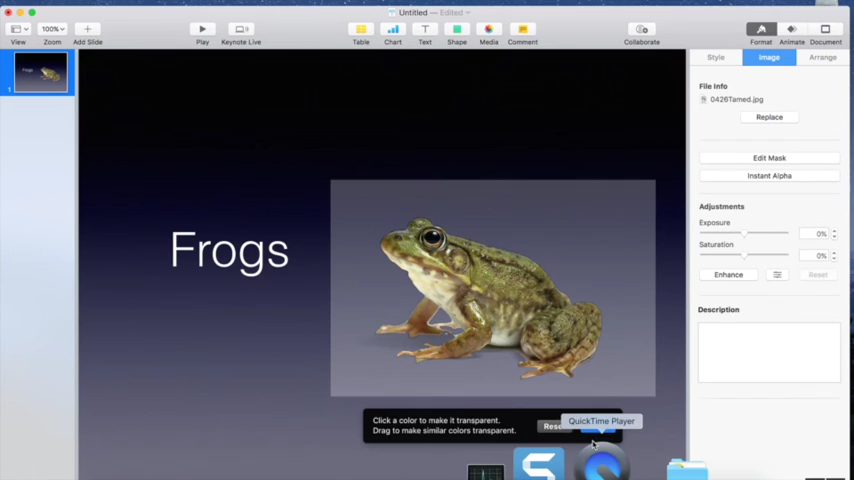 Untitled — Edited
View
100%
Zoom
Add Slide
Play
Keynote Live
Table
Chart
Text
Shape
Media
Comment
Collaborate
Format
Animate
Document
1
Frogs
Style
Image
Arrange
File Info
0426Tamed.jpg
Replace
Edit Mask
Instant Alpha
Adjustments
Exposure
0%
Saturation
0%
Enhance
Reset
Description
Click a color to make it transparent.
Drag to make similar colors transparent.
QuickTime Player